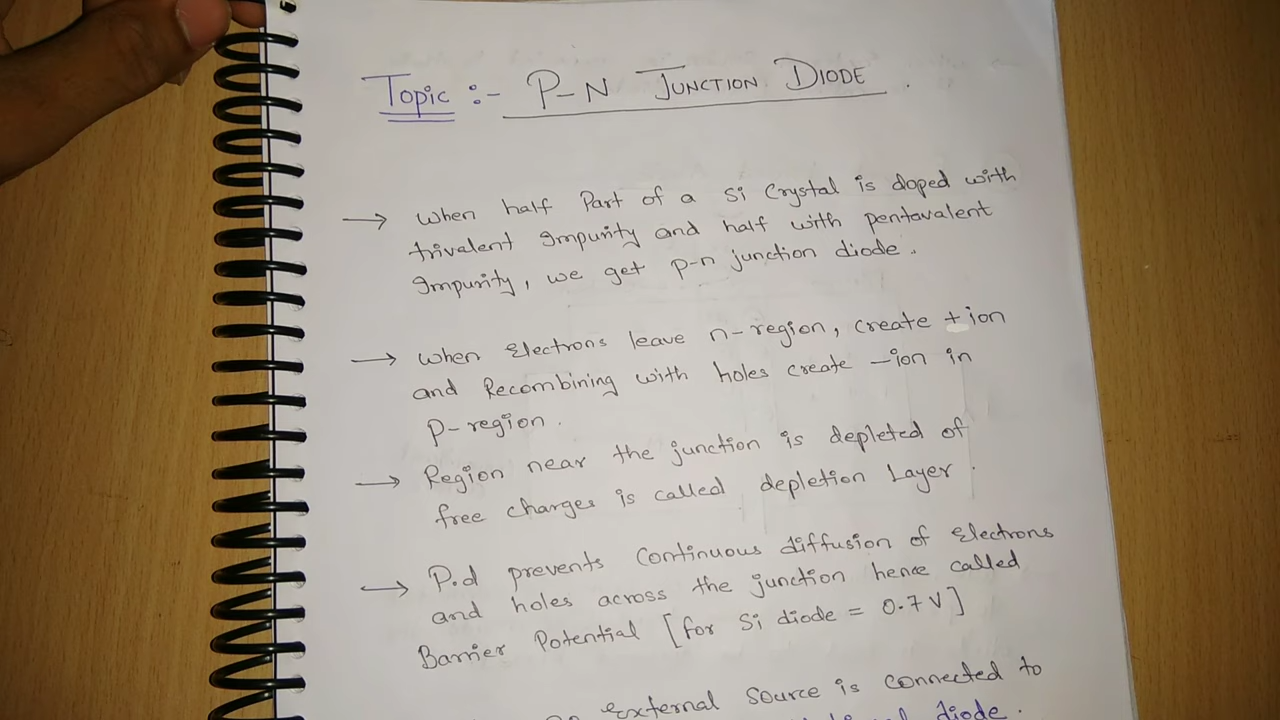 Topic :- P-N JUNCTION DIODE.
→ When half Part of a Si Crystal is doped with
trivalent Impurity and half with pentavalent
Impurity, we get p-n junction diode.
→ when Electrons leave n-region, create +ion
and Recombining with holes create -ion in
p-region.
→ Region near the junction is depleted of
free charges is called depletion Layer.
→ P.d prevents Continuous diffusion of Electrons
and holes across the junction hence called
Barrier Potential [for Si diode = 0.7 V]
External Source is connected to
diode.